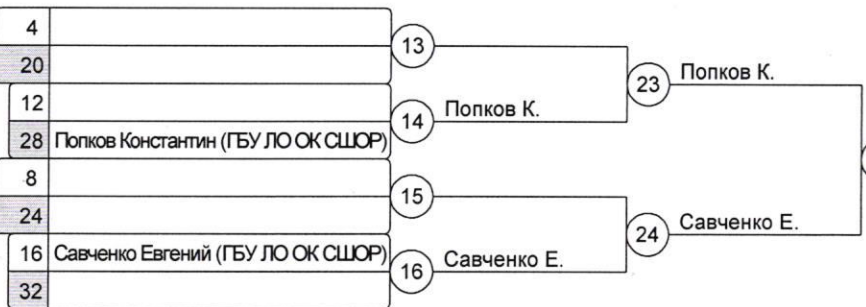 4
13
20
23 Попков К.
12
14 Попков К.
28 Попков Константин (ГБУ ЛО ОК СШОР)
8
15
24
24 Савченко Е.
16 Савченко Евгений (ГБУ ЛО ОК СШОР)
16 Савченко Е.
32